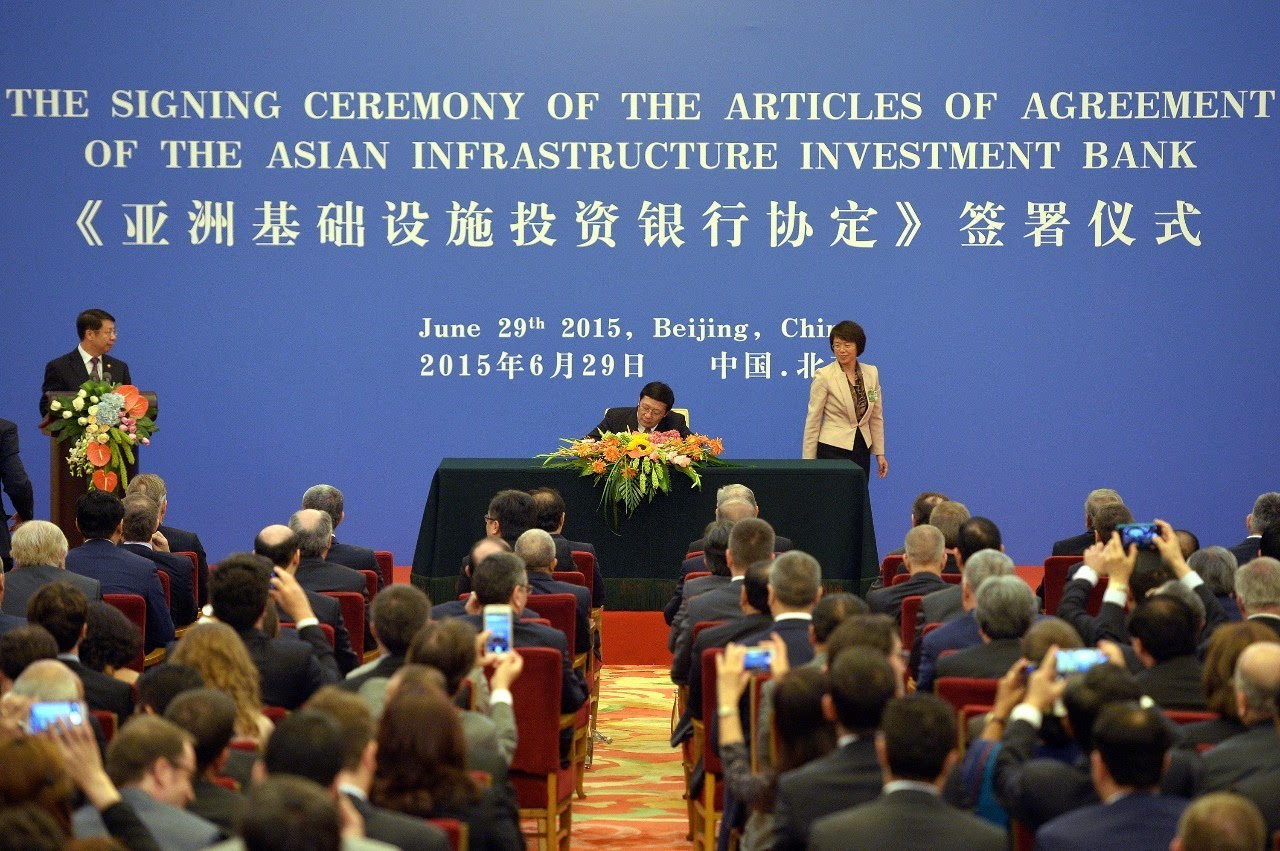 THE SIGNING CEREMONY OF THE ARTICLES OF AGREEMENT
OF THE ASIAN INFRASTRUCTURE INVESTMENT BANK
《亚洲基础设施投资银行协定》签署仪式
June 29th 2015, Beijing,
2015年6月29日 中国.北